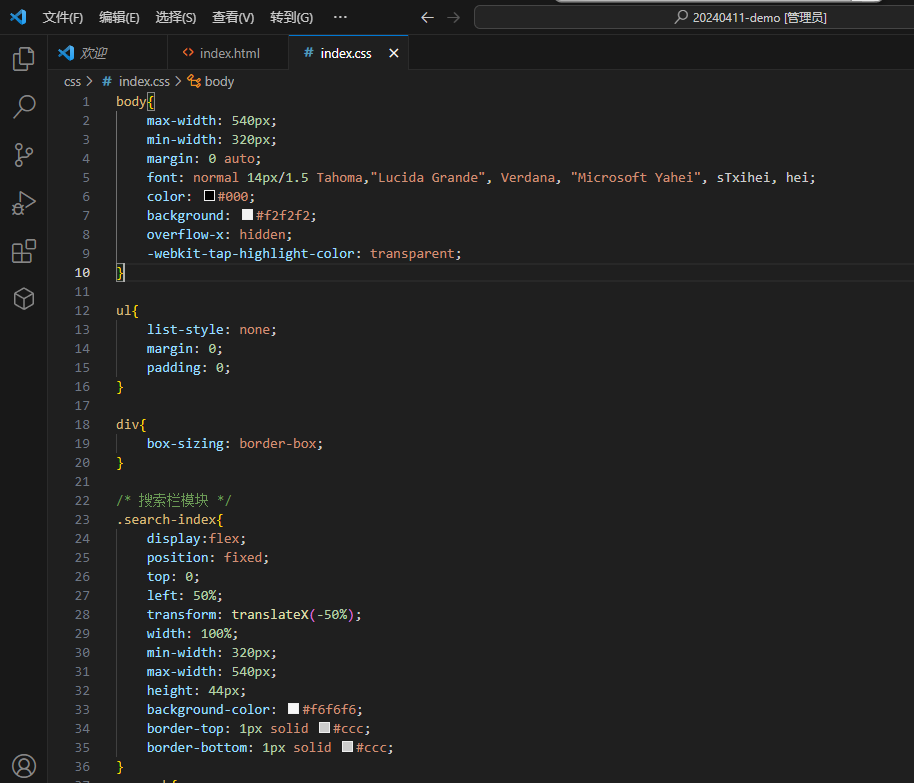 文件(F) 编辑(E) 选择(S) 查看(V) 转到(G) ··· 20240411-demo [管理员]
欢迎 <> index.html # index.css ×
css > # index.css > body
1 body{
2 max-width: 540px;
3 min-width: 320px;
4 margin: 0 auto;
5 font: normal 14px/1.5 Tahoma,"Lucida Grande", Verdana, "Microsoft Yahei", sTxihei, hei;
6 color: #000;
7 background: #f2f2f2;
8 overflow-x: hidden;
9 -webkit-tap-highlight-color: transparent;
10 }
11
12 ul{
13 list-style: none;
14 margin: 0;
15 padding: 0;
16 }
17
18 div{
19 box-sizing: border-box;
20 }
21
22 /* 搜索栏模块 */
23 .search-index{
24 display:flex;
25 position: fixed;
26 top: 0;
27 left: 50%;
28 transform: translateX(-50%);
29 width: 100%;
30 min-width: 320px;
31 max-width: 540px;
32 height: 44px;
33 background-color: #f6f6f6;
34 border-top: 1px solid #ccc;
35 border-bottom: 1px solid #ccc;
36 }